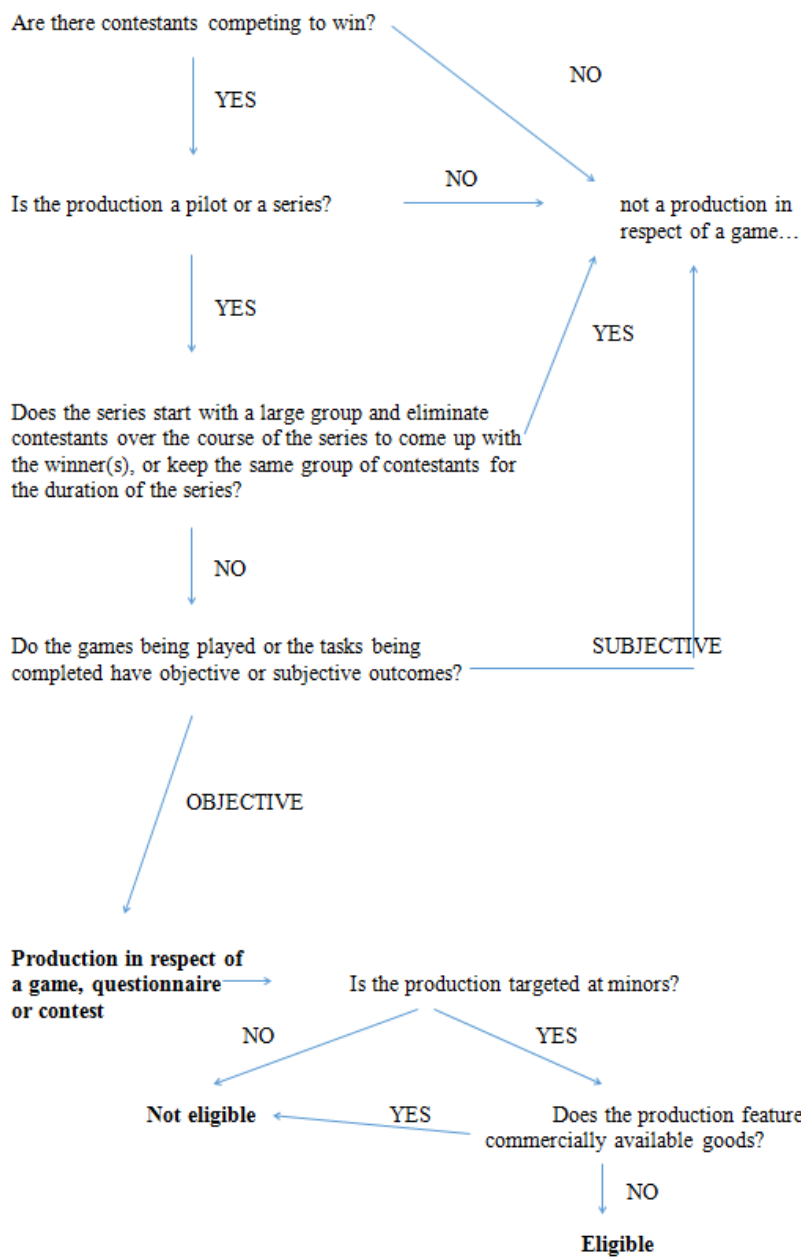 Are there contestants competing to win?
NO
YES
NO
Is the production a pilot or a series?
not a production in
respect of a game…
YES
YES
Does the series start with a large group and eliminate
contestants over the course of the series to come up with
the winner(s), or keep the same group of contestants for
the duration of the series?
NO
Do the games being played or the tasks being
completed have objective or subjective outcomes?
SUBJECTIVE
OBJECTIVE
Production in respect of
a game, questionnaire
or contest
Is the production targeted at minors?
NO
YES
Not eligible
YES
Does the production feature
commercially available goods?
NO
Eligible